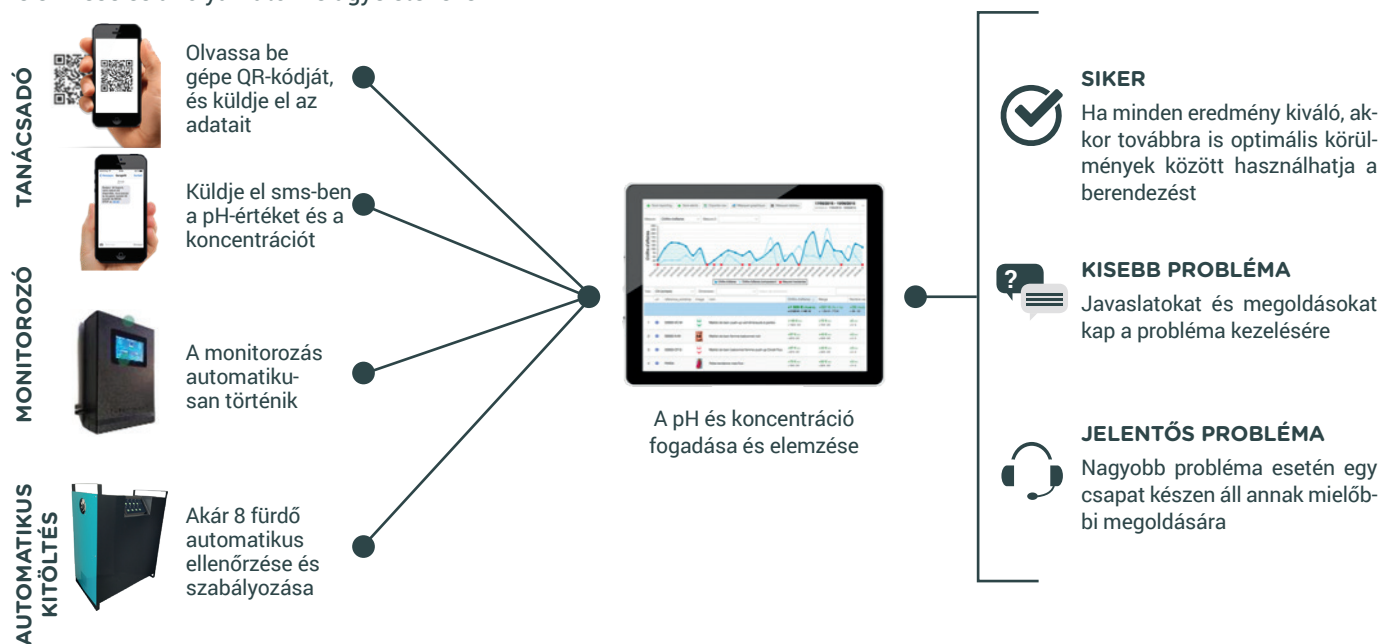 TANÁCSADÓ
Olvassa be
gépe QR-kódját,
és küldje el az
adatait
Küldje el sms-ben
a pH-értéket és a
koncentrációt
MONITOROZÓ
A monitorozás
automatiku-
san történik
AUTOMATIKUS
KITÖLTÉS
Akár 8 fürdő
automatikus
ellenőrzése és
szabályozása
A pH és koncentráció
fogadása és elemzése
SIKER
Ha minden eredmény kiváló, ak-
kor továbbra is optimális körül-
mények között használhatja a
berendezést
?
KISEBB PROBLÉMA
Javaslatokat és megoldásokat
kap a probléma kezelésére
JELENTŐS PROBLÉMA
Nagyobb probléma esetén egy
csapat készen áll annak mielőb-
bi megoldására